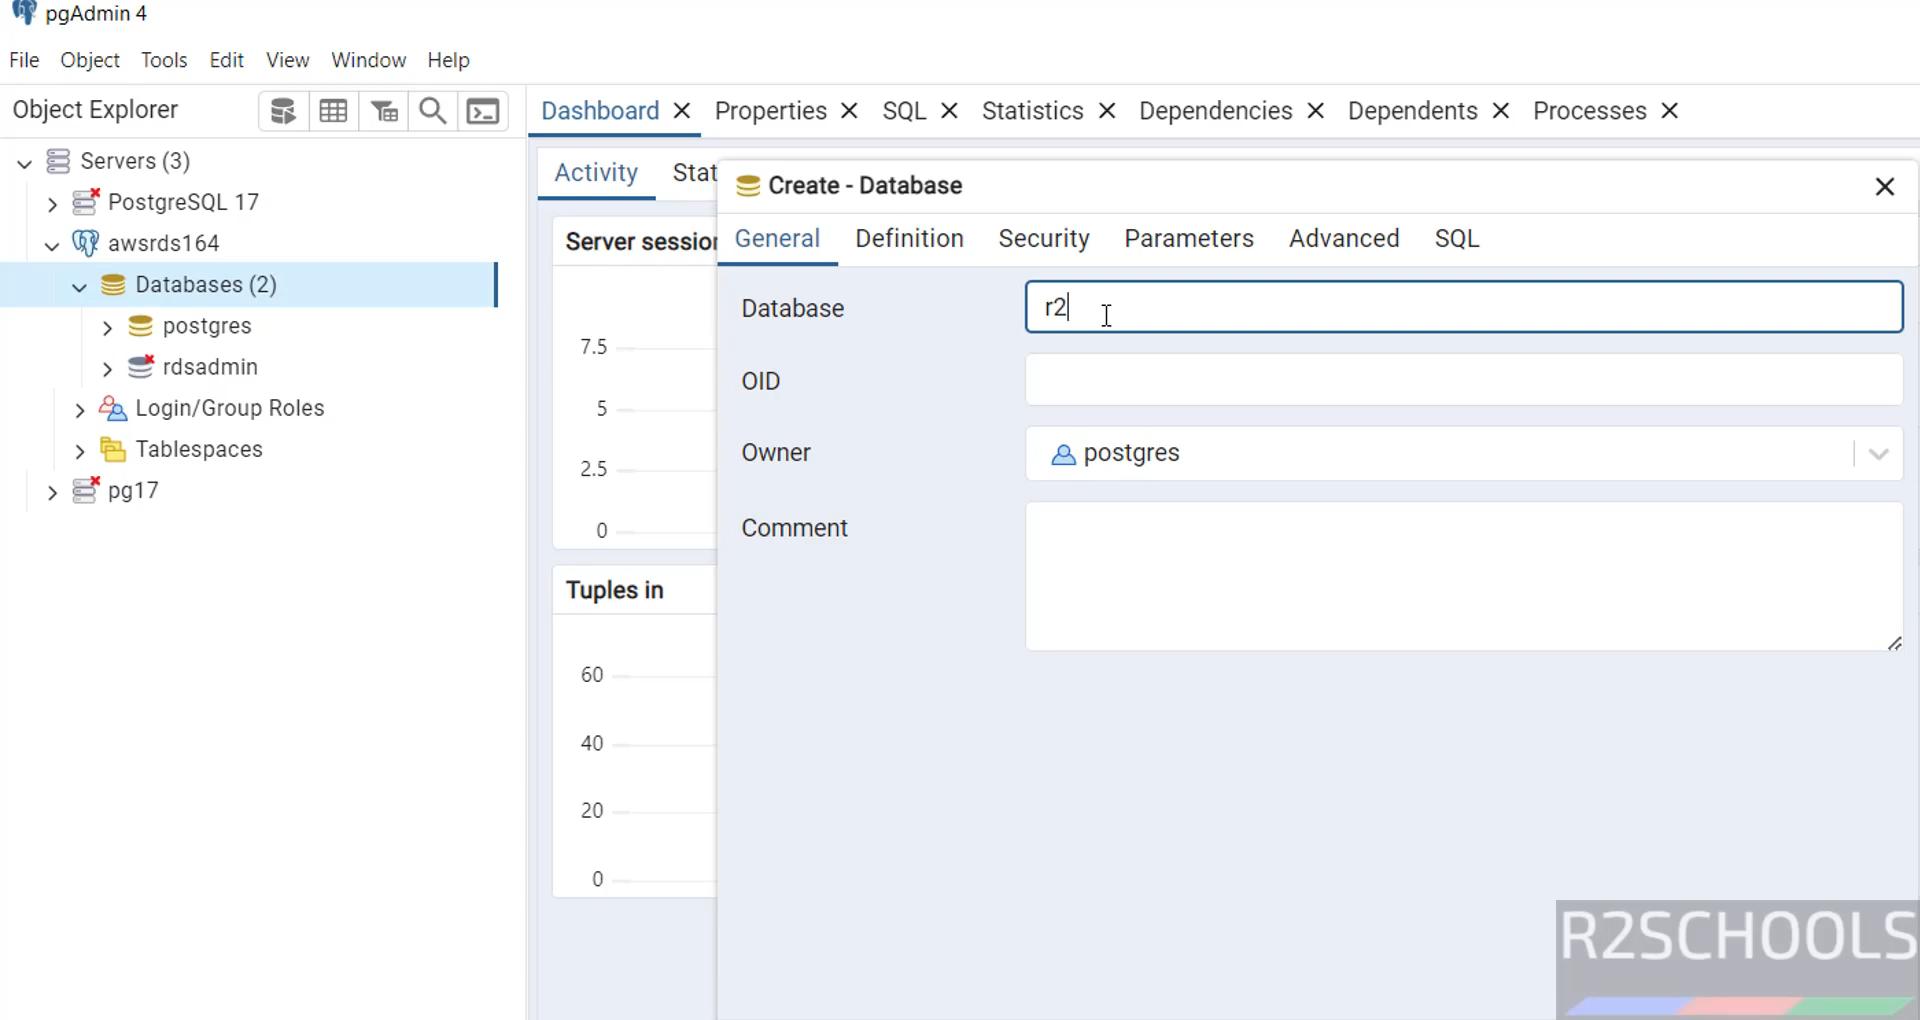 pgAdmin 4
File Object Tools Edit View Window Help
Object Explorer
Dashboard Properties SQL Statistics Dependencies Dependents Processes
Servers (3)
PostgreSQL 17
awsrds164
Databases (2)
postgres
rdsadmin
Login/Group Roles
Tablespaces
pg17
Activity Stat
Server session
7.5
5
2.5
0
Tuples in
60
40
20
0
Create - Database
General Definition Security Parameters Advanced SQL
Database r2
OID
Owner postgres
Comment
R2SCHOOLS